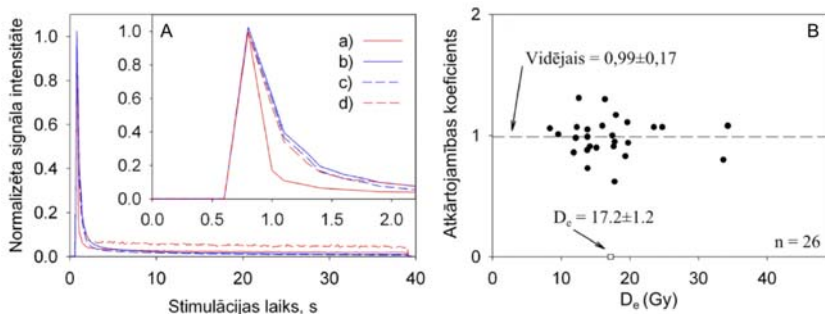 Normalizēta signāla intensitāte
1.0
0.8
0.6
0.4
0.2
0.0
0
10
20
30
40
Stimulācijas laiks, s
A
1.0
0.8
0.6
0.4
0.2
0.0
0.0
0.5
1.0
1.5
2.0
a)
b)
c)
d)
B
Atkārtojamības koeficients
2
1
0
0
10
20
30
40
Dₑ (Gy)
Vidējais = 0,99±0,17
Dₑ = 17.2±1.2
n = 26